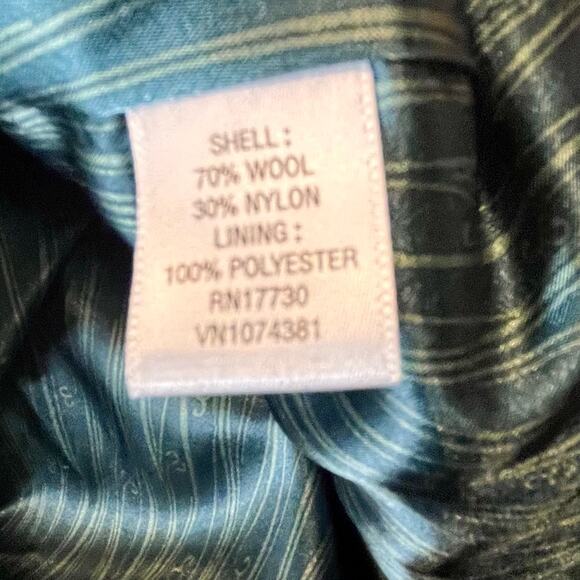 SHELL:
70% WOOL
30% NYLON
LINING:
100% POLYESTER
RN17730
VN1074381